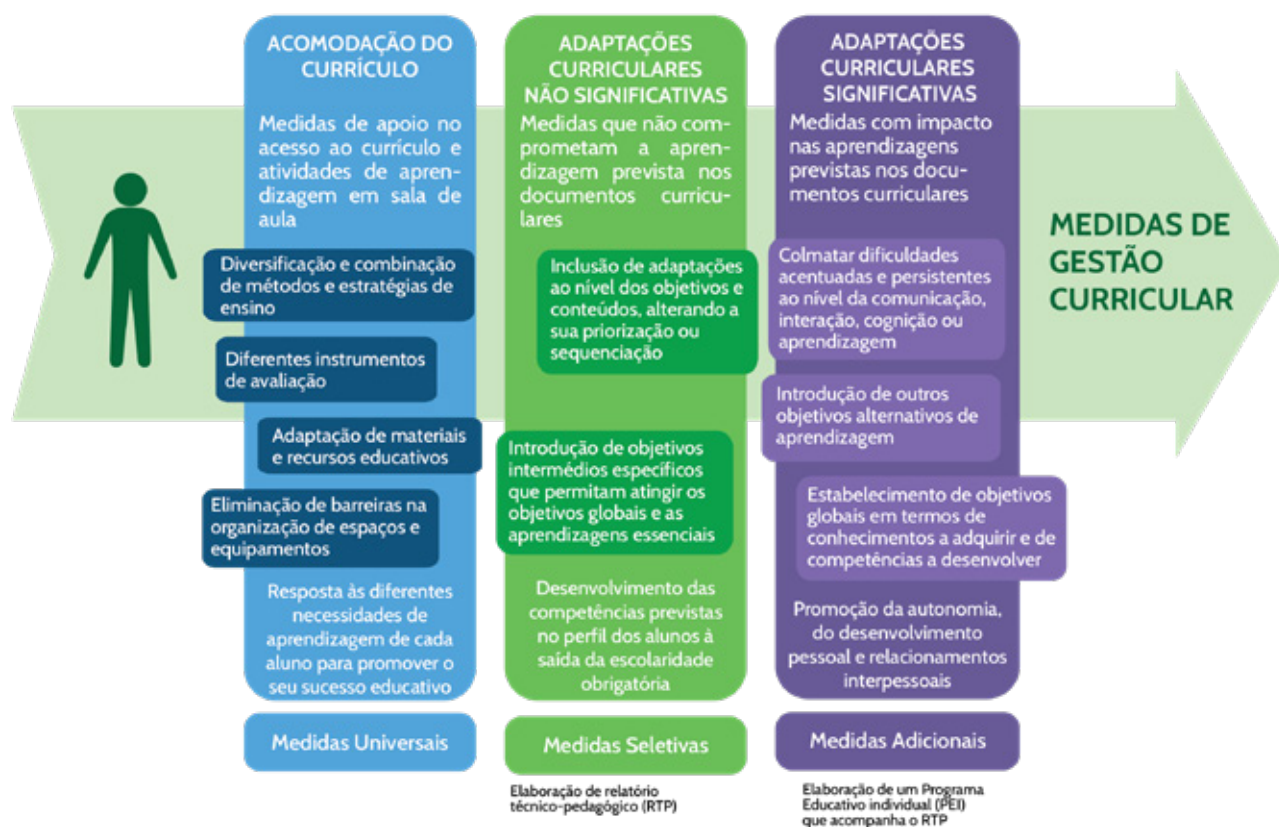 ACOMODAÇÃO DO
CURRÍCULO
Medidas de apoio no
acesso ao currículo e
atividades de apren-
dizagem em sala de
aula
Diversificação e combinação
de métodos e estratégias de
ensino
Diferentes instrumentos
de avaliação
Adaptação de materiais
e recursos educativos
Eliminação de barreiras na
organização de espaços e
equipamentos
Resposta às diferentes
necessidades de
aprendizagem de cada
aluno para promover o
seu sucesso educativo
Medidas Universais
ADAPTAÇÕES
CURRICULARES
NÃO SIGNIFICATIVAS
Medidas que não com-
prometam a apren-
dizagem prevista nos
documentos curricu-
lares
Inclusão de adaptações
ao nível dos objetivos e
conteúdos, alterando a
sua priorização ou
sequenciação
Introdução de objetivos
intermédios específicos
que permitam atingir os
objetivos globais e as
aprendizagens essenciais
Desenvolvimento das
competências previstas
no perfil dos alunos à
saída da escolaridade
obrigatória
Medidas Seletivas
Elaboração de relatório
técnico-pedagógico (RTP)
ADAPTAÇÕES
CURRICULARES
SIGNIFICATIVAS
Medidas com impacto
nas aprendizagens
previstas nos docu-
mentos curriculares
Colmatar dificuldades
acentuadas e persistentes
ao nível da comunicação,
interação, cognição ou
aprendizagem
Introdução de outros
objetivos alternativos de
aprendizagem
Estabelecimento de objetivos
globais em termos de
conhecimentos a adquirir e de
competências a desenvolver
Promoção da autonomia,
do desenvolvimento
pessoal e relacionamentos
interpessoais
Medidas Adicionais
Elaboração de um Programa
Educativo individual (PEI)
que acompanha o RTP
MEDIDAS DE
GESTÃO
CURRICULAR